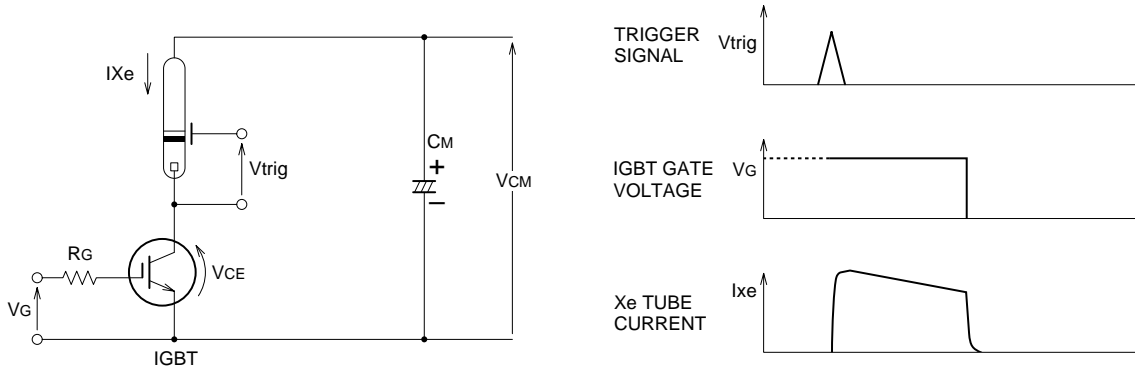 IXe
Vtrig
CM
+
–
VCM
RG
VCE
VG
IGBT
TRIGGER
SIGNAL
Vtrig
IGBT GATE
VOLTAGE
VG
Xe TUBE
CURRENT
Ixe